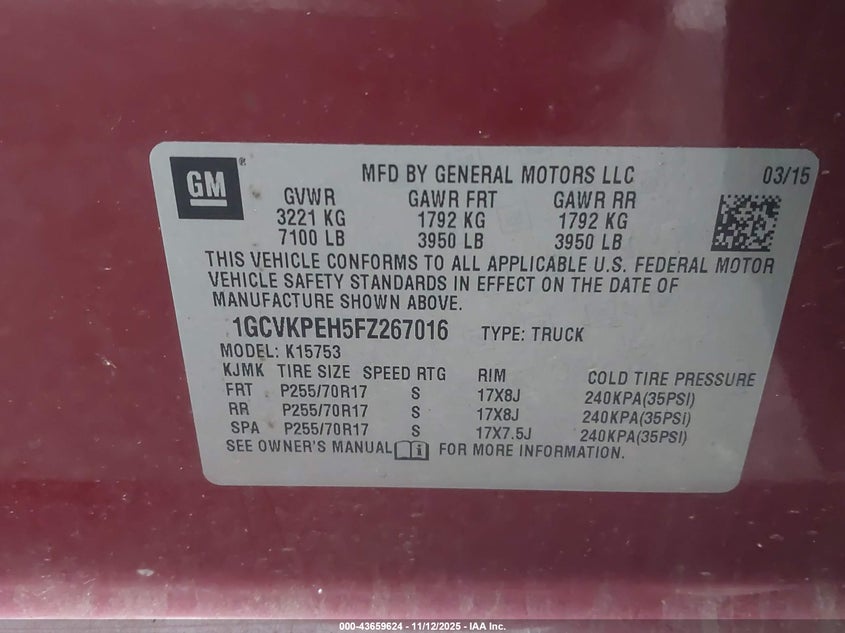 GM ®
MFD BY GENERAL MOTORS LLC 03/15
GVWR GAWR FRT GAWR RR
3221 KG 1792 KG 1792 KG
7100 LB 3950 LB 3950 LB
THIS VEHICLE CONFORMS TO ALL APPLICABLE U.S. FEDERAL MOTOR
VEHICLE SAFETY STANDARDS IN EFFECT ON THE DATE OF
MANUFACTURE SHOWN ABOVE.
1GCVKPEH5FZ267016 TYPE: TRUCK
MODEL: K15753
KJMK TIRE SIZE SPEED RTG RIM COLD TIRE PRESSURE
FRT P255/70R17 S 17X8J 240KPA(35PSI)
RR P255/70R17 S 17X8J 240KPA(35PSI)
SPA P255/70R17 S 17X7.5J 240KPA(35PSI)
SEE OWNER'S MANUAL i FOR MORE INFORMATION.
000-43659624 - 11/12/2025 - IAA Inc.